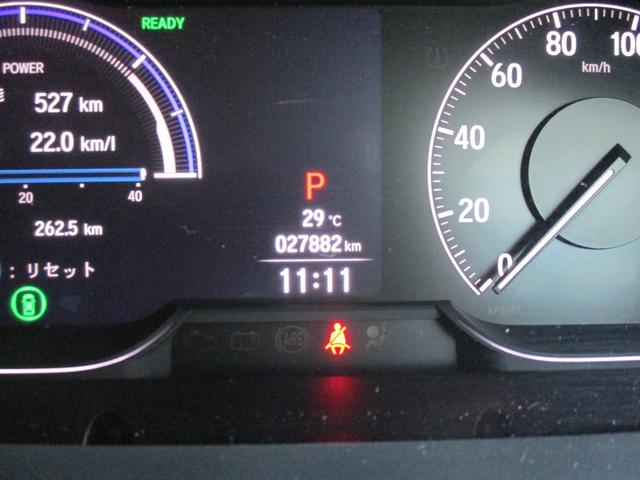 READY
POWER
527 km
22.0 km/l
20 40
262.5 km
: リセット
P
29 ℃
027882 km
11:11
ABS
0
20
40
60
80
100
km/h